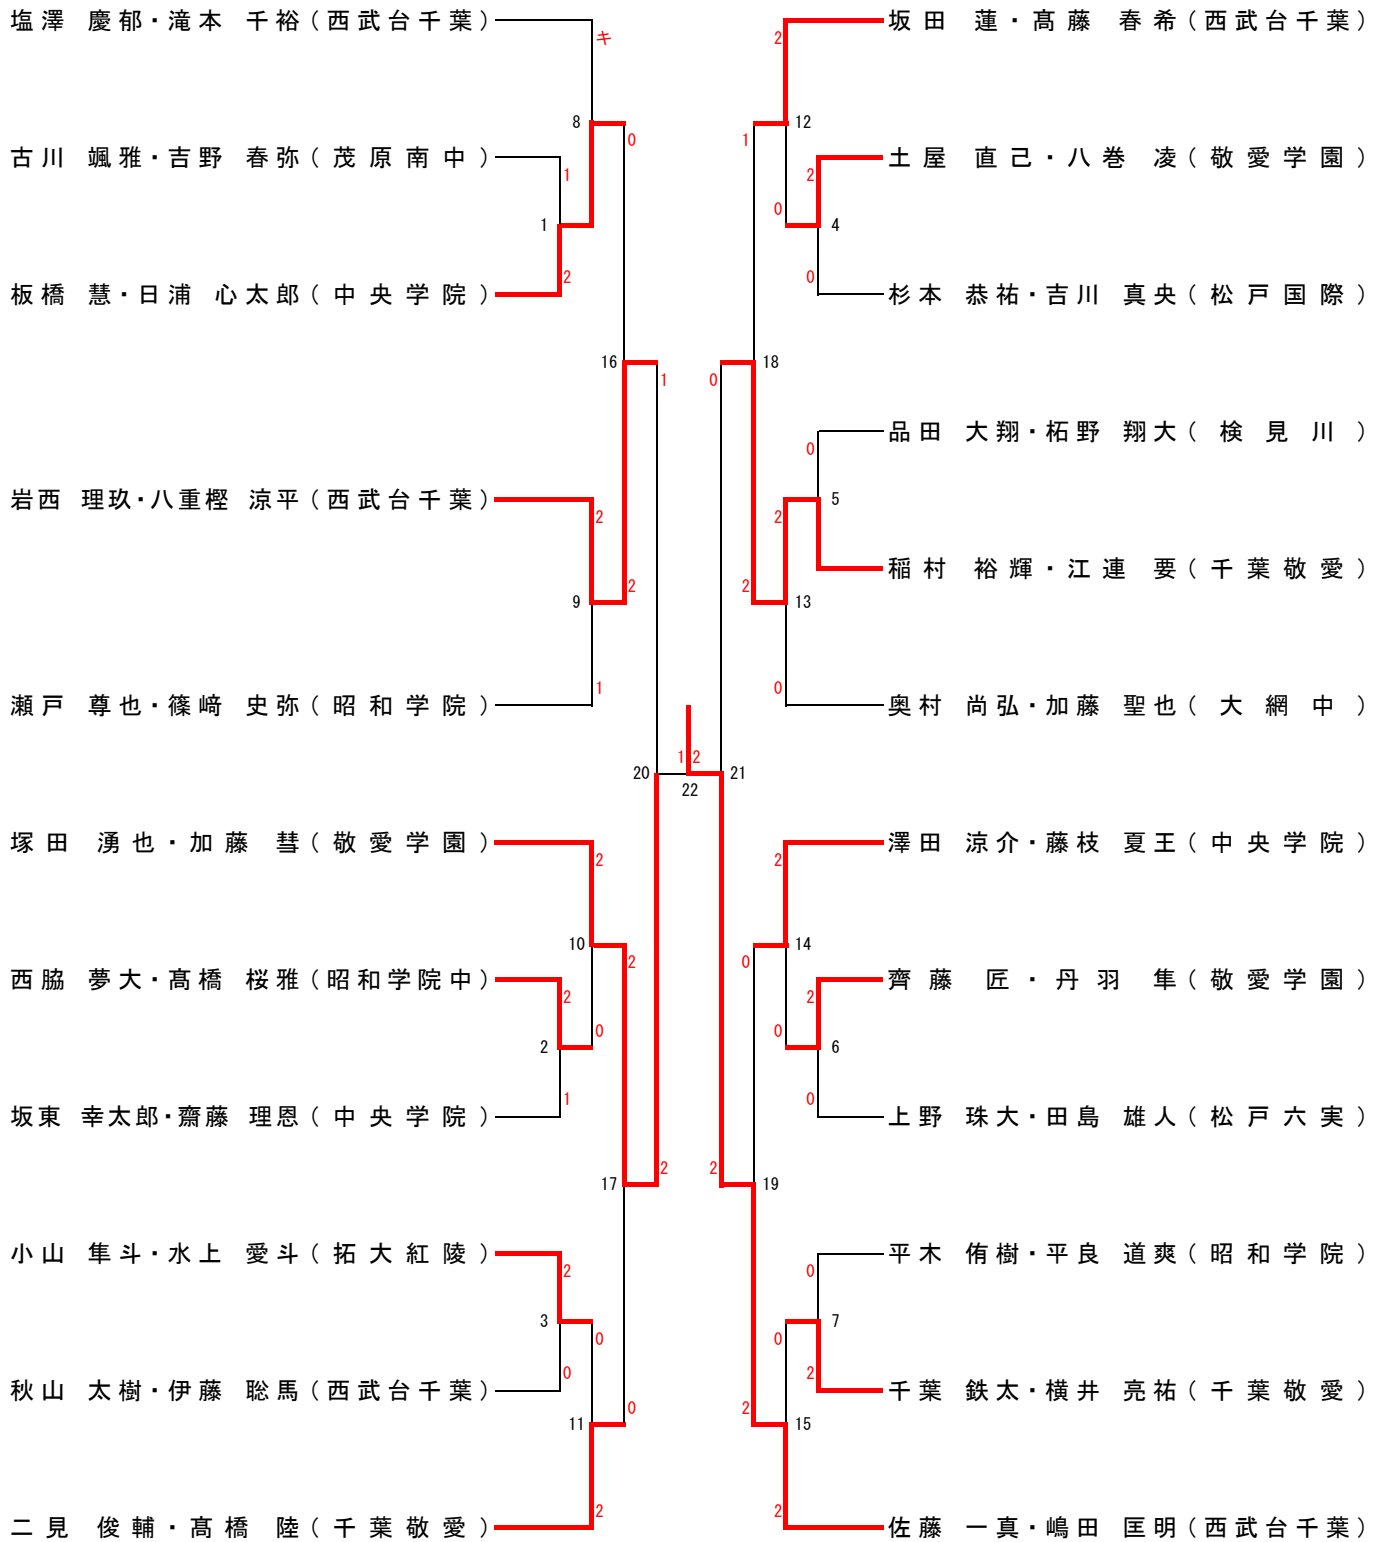 塩澤 慶郁・滝本 千裕(西武台千葉)
キ
8
0
古川 颯雅・吉野 春弥(茂原南中)
1
1
板橋 慧・日浦 心太郎(中央学院)
2
16
1
岩西 理玖・八重樫 涼平(西武台千葉)
2
9
2
瀬戸 尊也・篠﨑 史弥(昭和学院)
1
20
塚田 湧也・加藤 彗(敬愛学園)
2
10
2
西脇 夢大・髙橋 桜雅(昭和学院中)
2
2
0
坂東 幸太郎・齋藤 理恩(中央学院)
1
17
2
小山 隼斗・水上 愛斗(拓大紅陵)
2
3
0
秋山 太樹・伊藤 聡馬(西武台千葉)
0
11
0
二見 俊輔・髙橋 陸(千葉敬愛)
2
1 2
22
坂田 蓮・髙藤 春希(西武台千葉)
2
12
1
土屋 直己・八巻 凌(敬愛学園)
2
0
4
杉本 恭祐・吉川 真央(松戸国際)
0
18
0
品田 大翔・柘野 翔大(検見川)
0
5
2
稲村 裕輝・江連 要(千葉敬愛)
2
13
奥村 尚弘・加藤 聖也(大網中)
0
21
澤田 涼介・藤枝 夏王(中央学院)
2
14
0
齊藤 匠・丹羽 隼(敬愛学園)
2
0
6
上野 珠大・田島 雄人(松戸六実)
0
2
19
平木 侑樹・平良 道爽(昭和学院)
0
7
0
千葉 鉄太・横井 亮祐(千葉敬愛)
2
2
15
佐藤 一真・嶋田 匡明(西武台千葉)
2